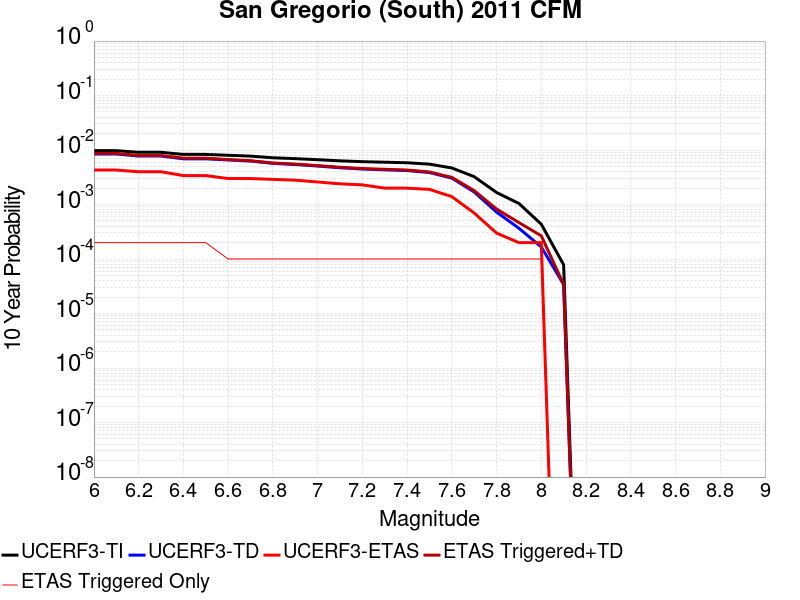 San Gregorio (South) 2011 CFM
10^0
10^-1
10^-2
10^-3
10^-4
10^-5
10^-6
10^-7
10^-8
10 Year Probability
6 6.2 6.4 6.6 6.8 7 7.2 7.4 7.6 7.8 8 8.2 8.4 8.6 8.8 9
Magnitude
UCERF3-TI UCERF3-TD UCERF3-ETAS ETAS Triggered+TD
ETAS Triggered Only